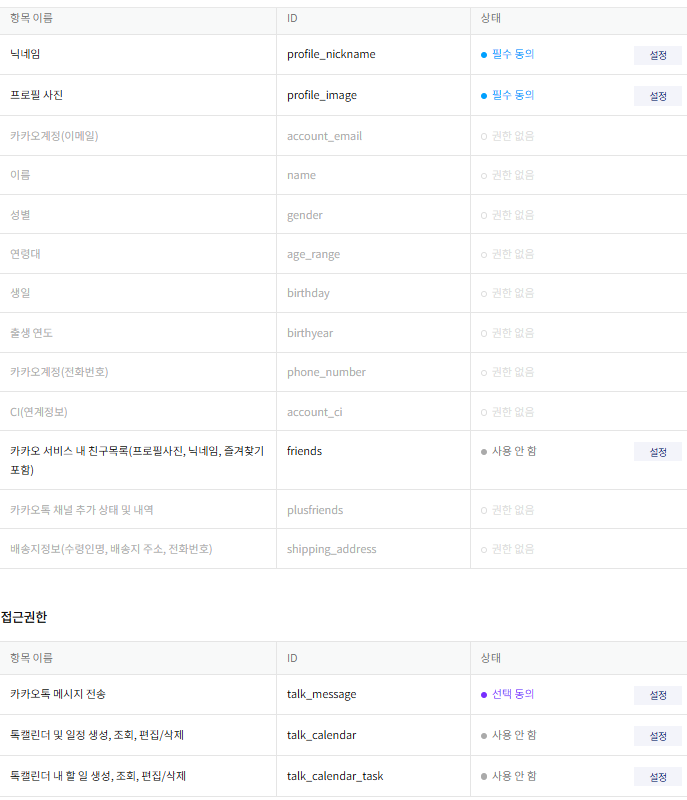 항목 이름 ID 상태
닉네임 profile_nickname 필수 동의 설정
프로필 사진 profile_image 필수 동의 설정
카카오계정(이메일) account_email 권한 없음
이름 name 권한 없음
성별 gender 권한 없음
연령대 age_range 권한 없음
생일 birthday 권한 없음
출생 연도 birthyear 권한 없음
카카오계정(전화번호) phone_number 권한 없음
CI(연계정보) account_ci 권한 없음
카카오 서비스 내 친구목록(프로필사진, 닉네임, 즐겨찾기 friends 사용 안 함 설정
포함)
카카오톡 채널 추가 상태 및 내역 plusfriends 권한 없음
배송지정보(수령인명, 배송지 주소, 전화번호) shipping_address 권한 없음
접근권한
항목 이름 ID 상태
카카오톡 메시지 전송 talk_message 선택 동의 설정
톡캘린더 및 일정 생성, 조회, 편집/삭제 talk_calendar 사용 안 함 설정
톡캘린더 내 할 일 생성, 조회, 편집/삭제 talk_calendar_task 사용 안 함 설정